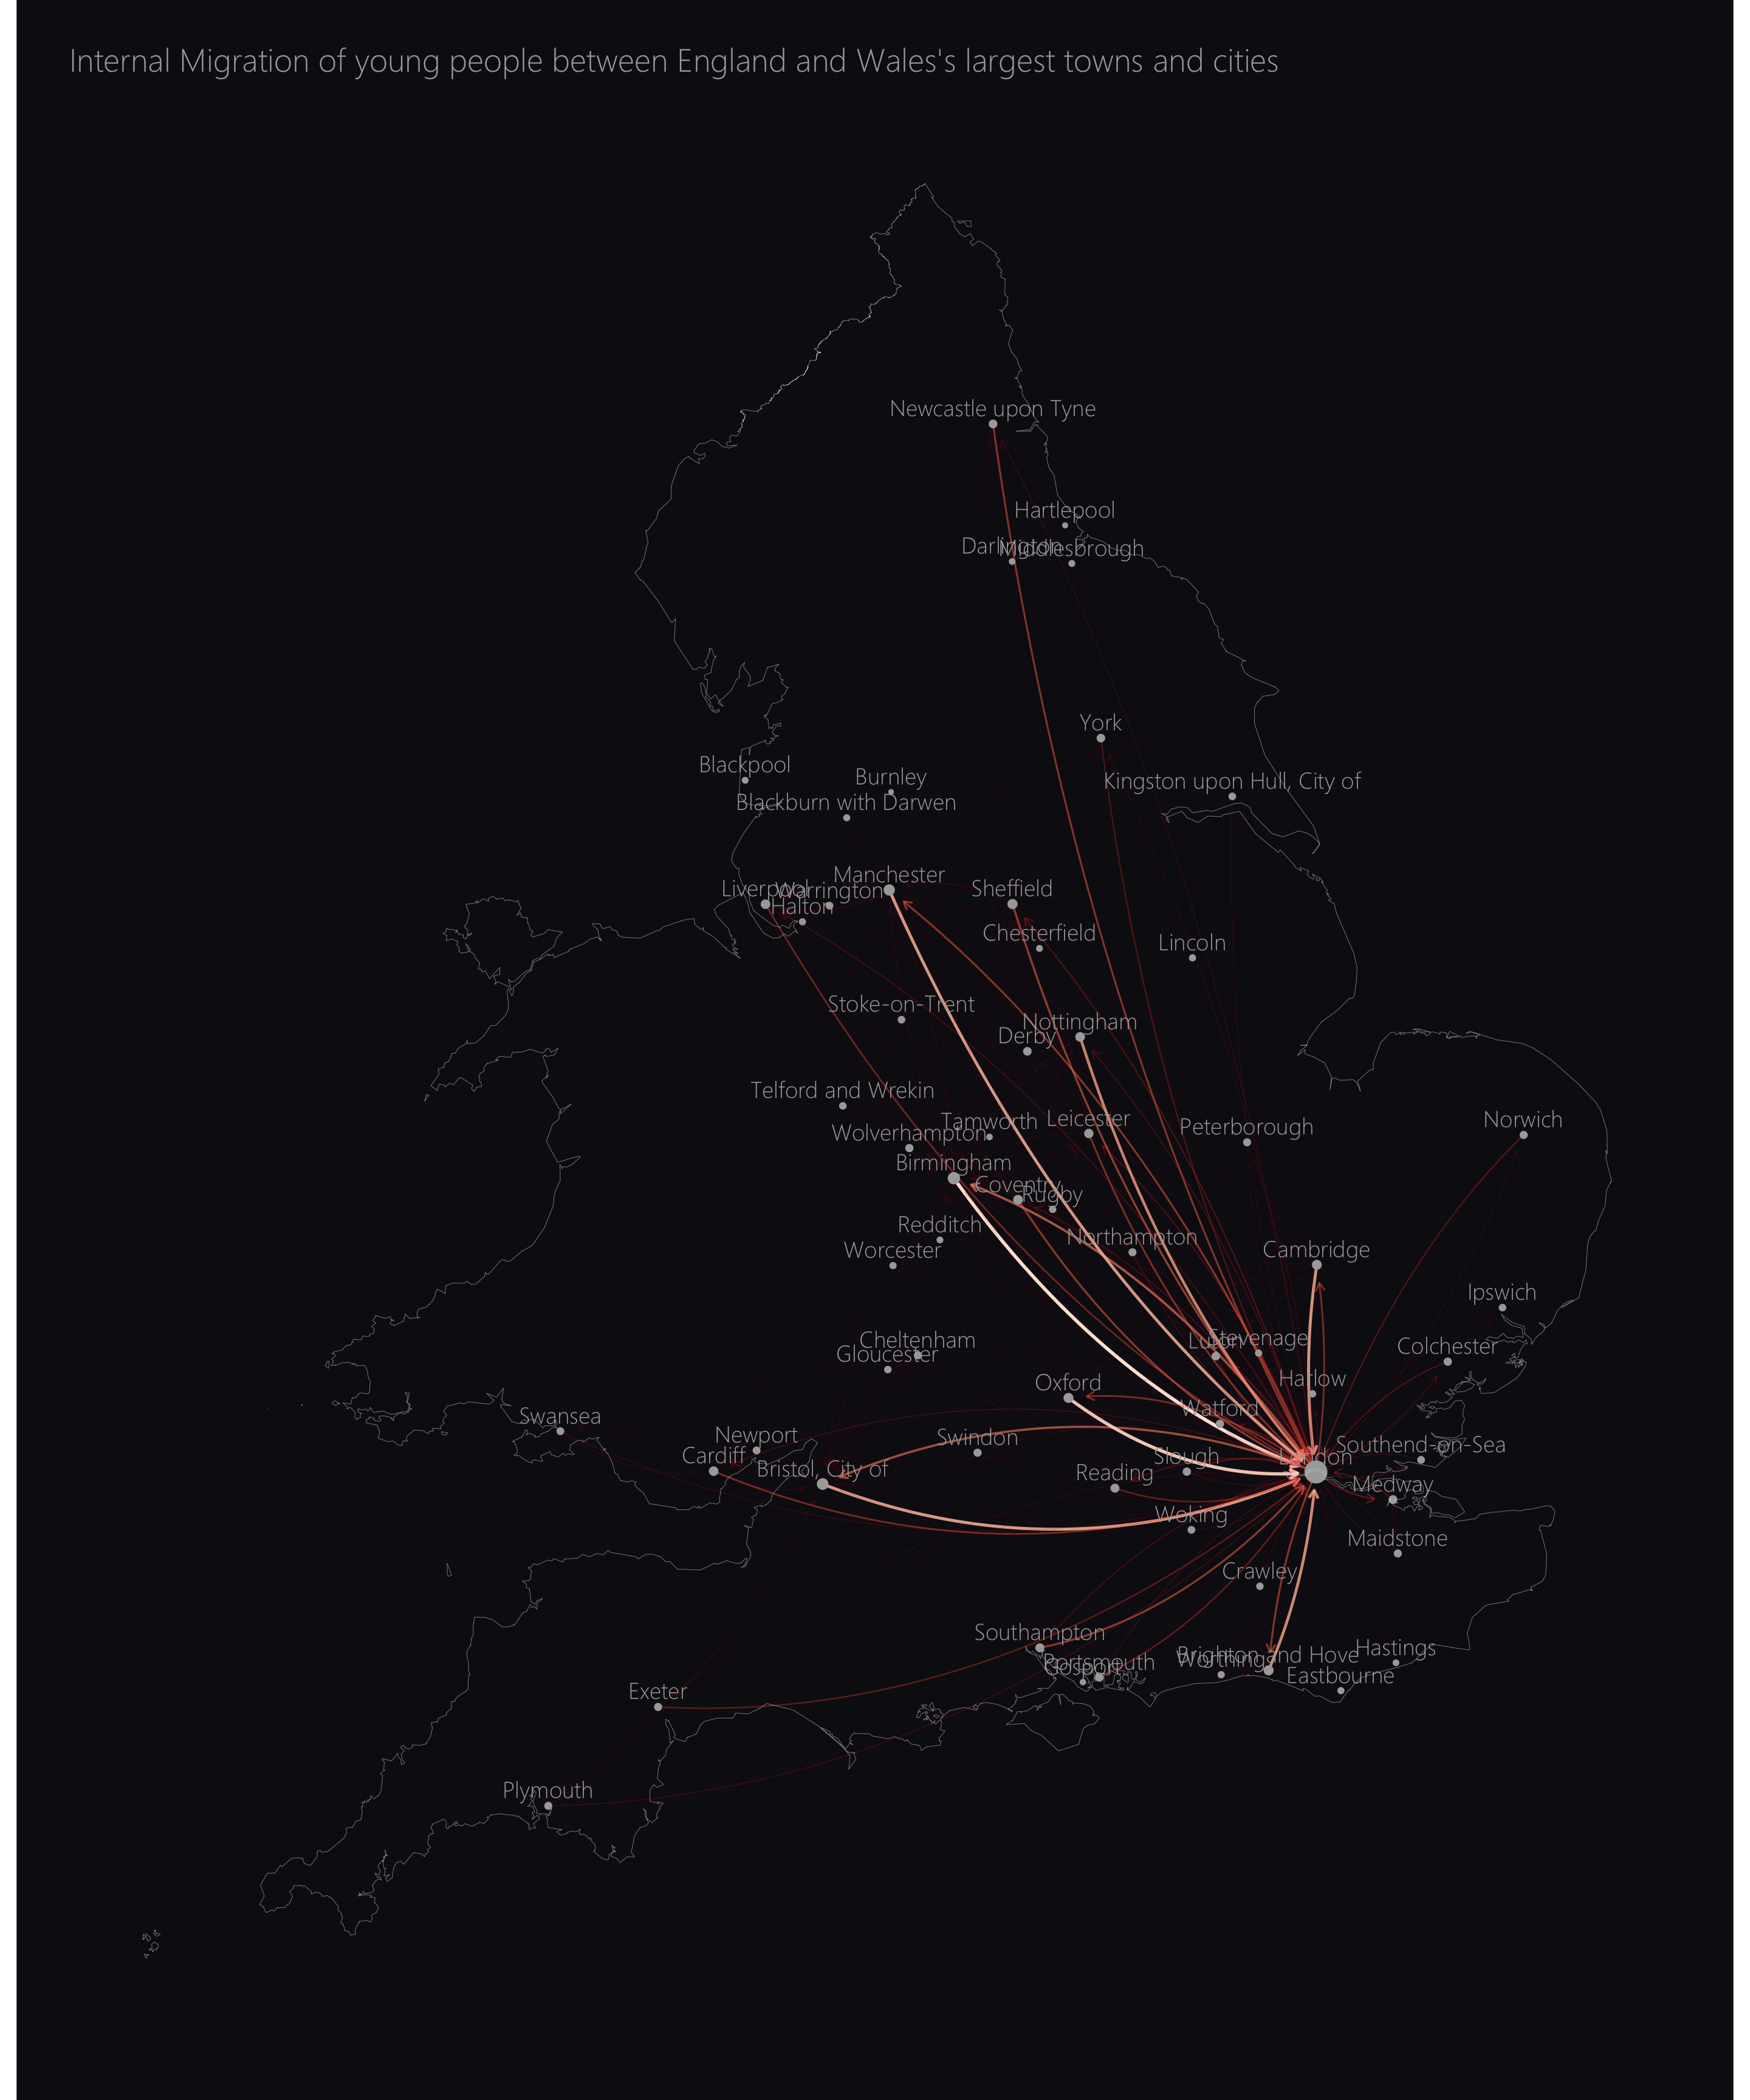 Internal Migration of young people between England and Wales's largest towns and cities
Newcastle upon Tyne
Hartlepool
Darlington
Middlesbrough
York
Blackpool
Burnley
Kingston upon Hull, City of
Blackburn with Darwen
Manchester
Liverpool
Warrington
Sheffield
Halton
Chesterfield
Lincoln
Stoke-on-Trent
Nottingham
Derby
Telford and Wrekin
Tamworth
Leicester
Peterborough
Norwich
Wolverhampton
Birmingham
Coventry
Rugby
Redditch
Northampton
Worcester
Cambridge
Ipswich
Cheltenham
Luton
Stevenage
Colchester
Gloucester
Oxford
Harlow
Swansea
Watford
Newport
Swindon
Southend-on-Sea
Cardiff
Bristol, City of
Slough
London
Reading
Medway
Woking
Maidstone
Crawley
Southampton
Portsmouth
Gosport
Brighton and Hove
Worthing
Hastings
Eastbourne
Exeter
Plymouth